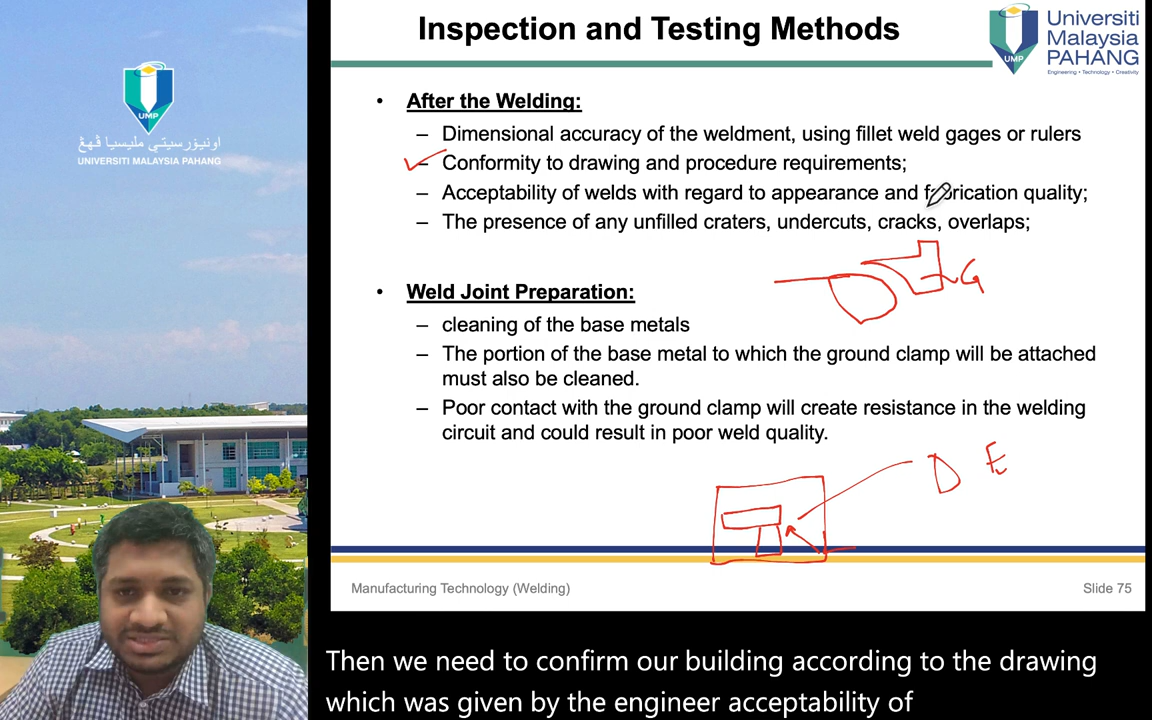 Inspection and Testing Methods
Universiti
Malaysia
PAHANG
Engineering • Technology • Creativity
UMP
UMP
اونيۏرسيتي مليسيا ڤهڠ
UNIVERSITI MALAYSIA PAHANG
• After the Welding:
– Dimensional accuracy of the weldment, using fillet weld gages or rulers
– Conformity to drawing and procedure requirements;
– Acceptability of welds with regard to appearance and fabrication quality;
– The presence of any unfilled craters, undercuts, cracks, overlaps;
G
• Weld Joint Preparation:
– cleaning of the base metals
– The portion of the base metal to which the ground clamp will be attached
must also be cleaned.
– Poor contact with the ground clamp will create resistance in the welding
circuit and could result in poor weld quality.
D E
Manufacturing Technology (Welding)
Slide 75
Then we need to confirm our building according to the drawing
which was given by the engineer acceptability of